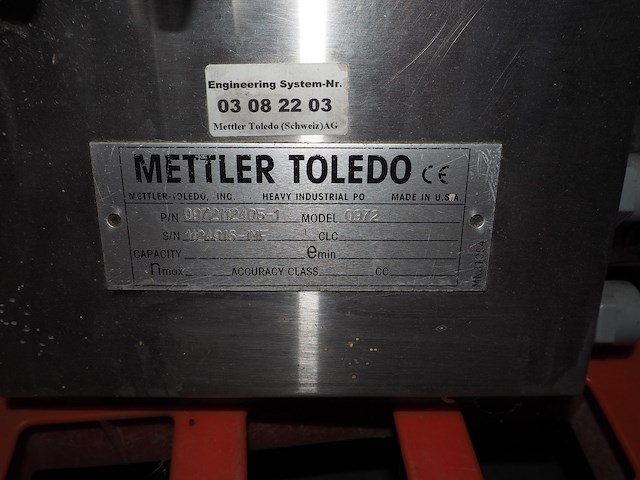 Engineering System-Nr.
03 08 22 03
Mettler Toledo (Schweiz)AG
METTLER TOLEDO CE
METTLER-TOLEDO, INC. HEAVY INDUSTRIAL PO MADE IN U.S.A.
P/N MODEL 0972
S/N CLC
CAPACITY emin
nmax ACCURACY CLASS CC